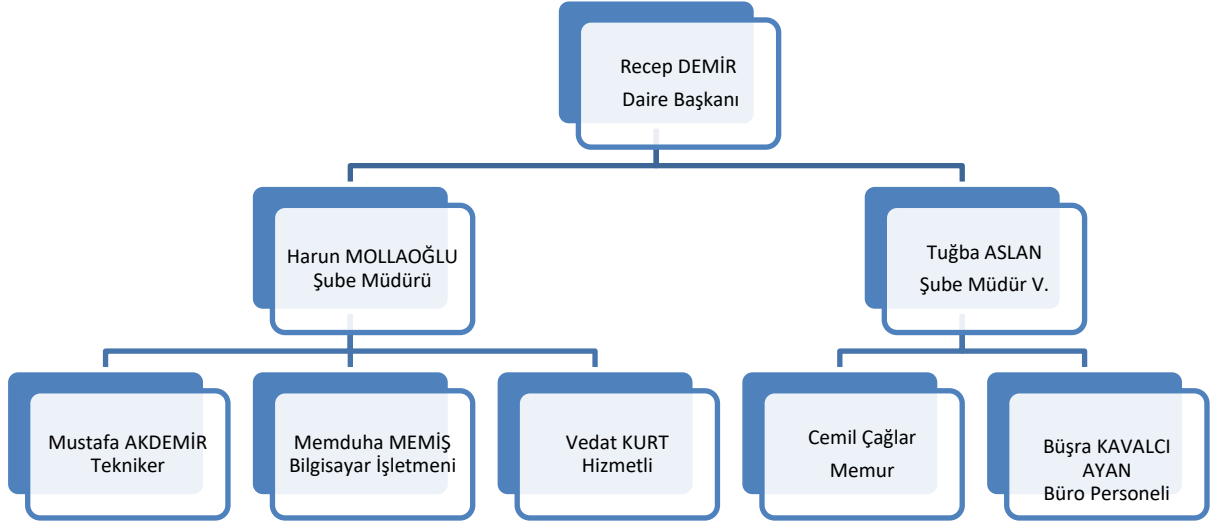 Recep DEMİR
Daire Başkanı
Harun MOLLAOĞLU
Şube Müdürü
Tuğba ASLAN
Şube Müdür V.
Mustafa AKDEMİR
Tekniker
Memduha MEMİŞ
Bilgisayar İşletmeni
Vedat KURT
Hizmetli
Cemil Çağlar
Memur
Büşra KAVALCI
AYAN
Büro Personeli